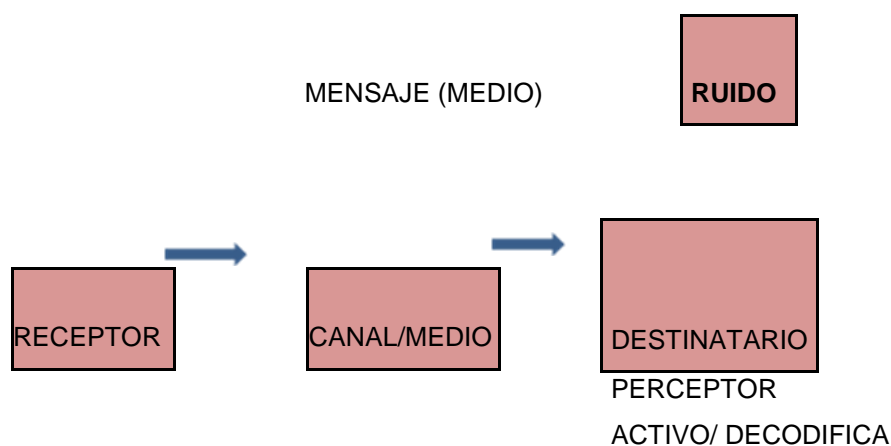 MENSAJE (MEDIO)
RUIDO
RECEPTOR
CANAL/MEDIO
DESTINATARIO
PERCEPTOR
ACTIVO/ DECODIFICA